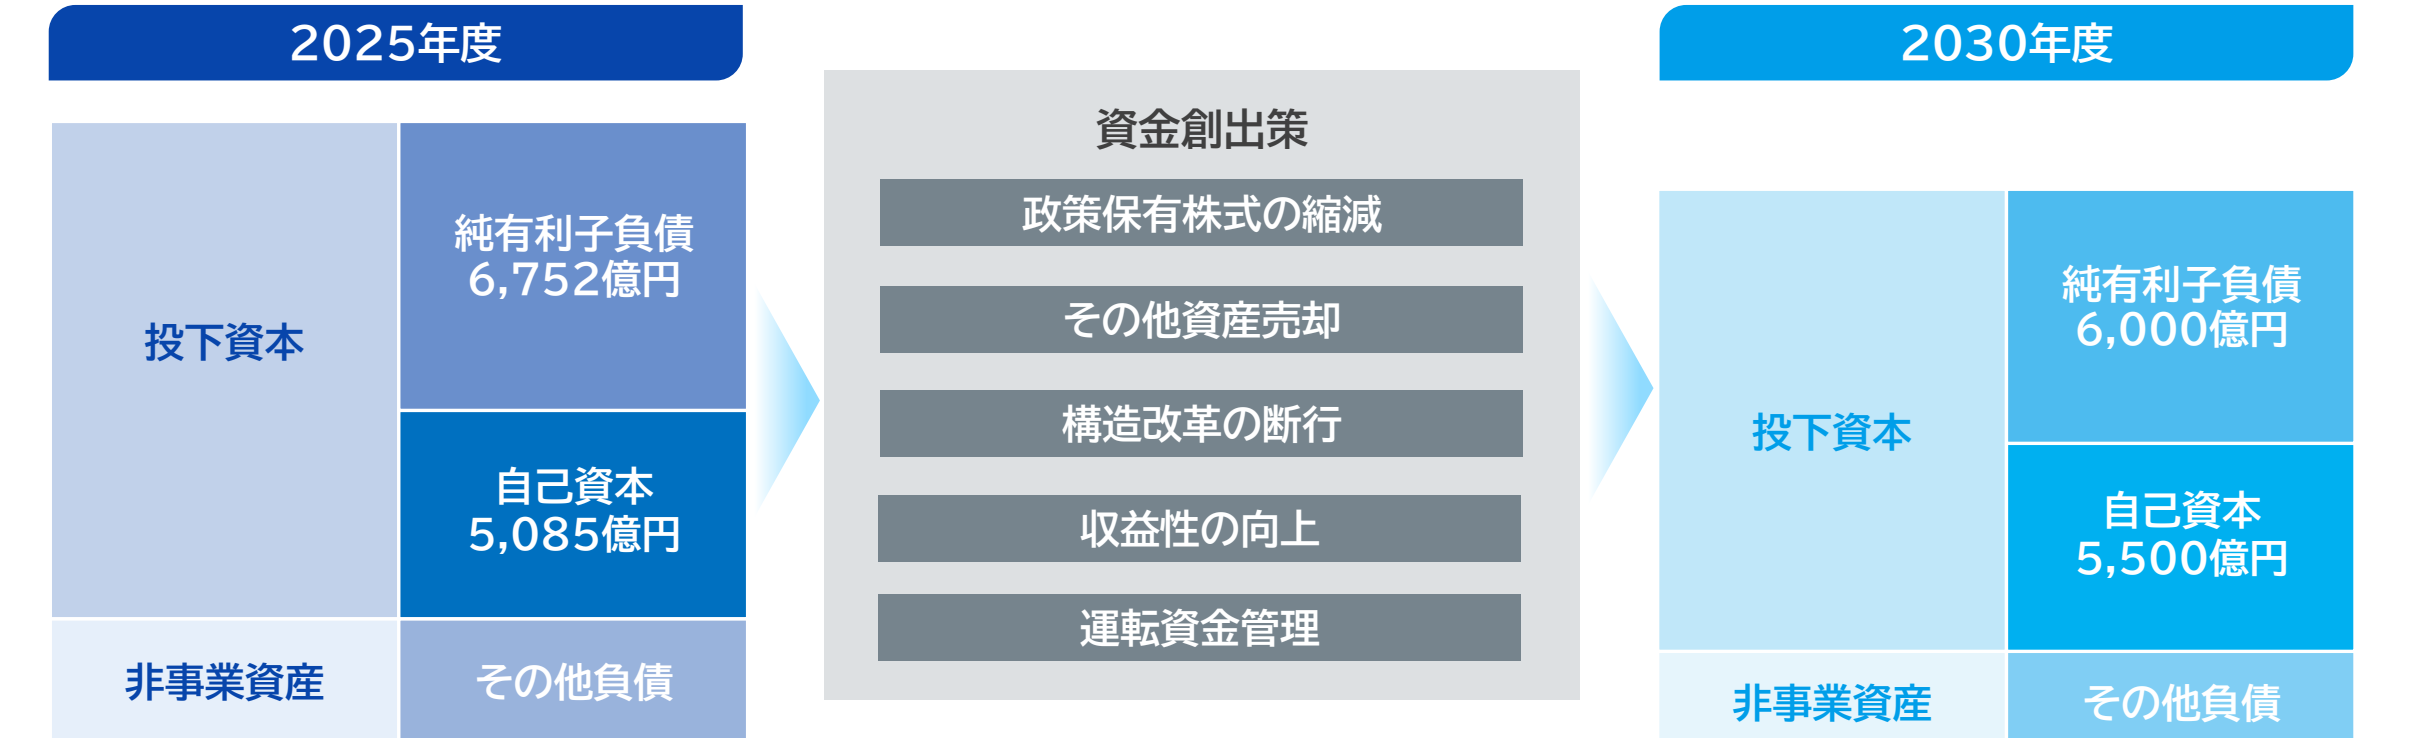 2025年度
投下資本
純有利子負債
6,752億円
自己資本
5,085億円
非事業資産
その他負債
資金創出策
政策保有株式の縮減
その他資産売却
構造改革の断行
収益性の向上
運転資金管理
2030年度
投下資本
純有利子負債
6,000億円
自己資本
5,500億円
非事業資産
その他負債